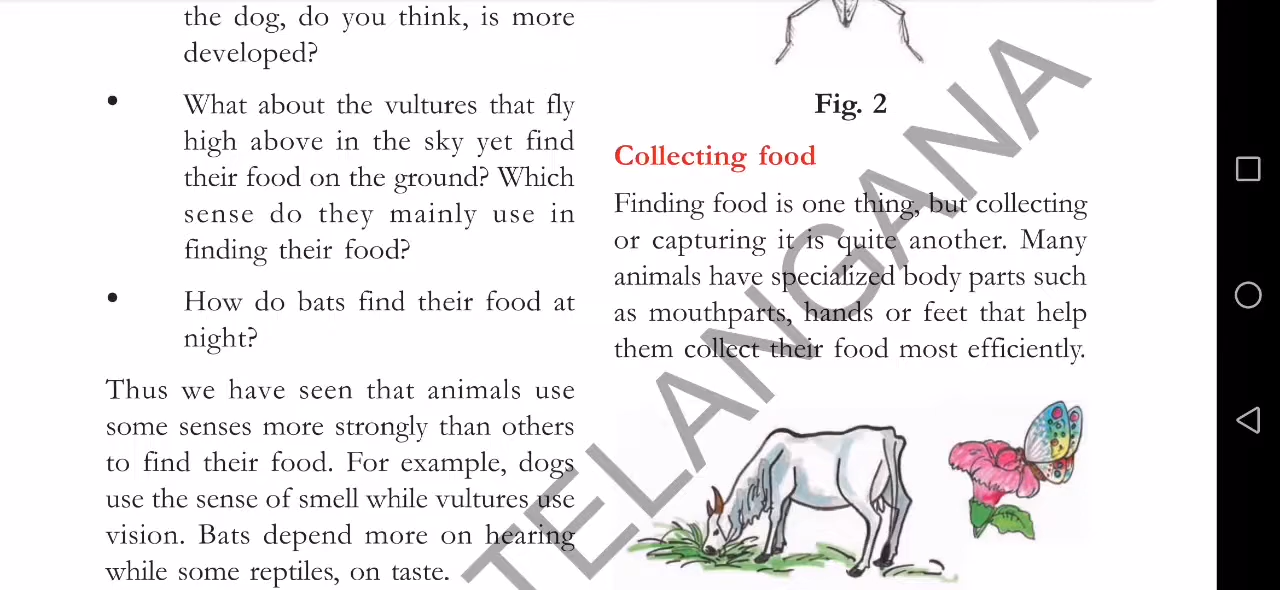 the dog, do you think, is more
developed?
• What about the vultures that fly
high above in the sky yet find
their food on the ground? Which
sense do they mainly use in
finding their food?
• How do bats find their food at
night?
Thus we have seen that animals use
some senses more strongly than others
to find their food. For example, dogs
use the sense of smell while vultures use
vision. Bats depend more on hearing
while some reptiles, on taste.
Fig. 2
Collecting food
Finding food is one thing, but collecting
or capturing it is quite another. Many
animals have specialized body parts such
as mouthparts, hands or feet that help
them collect their food most efficiently.
TELANGANA